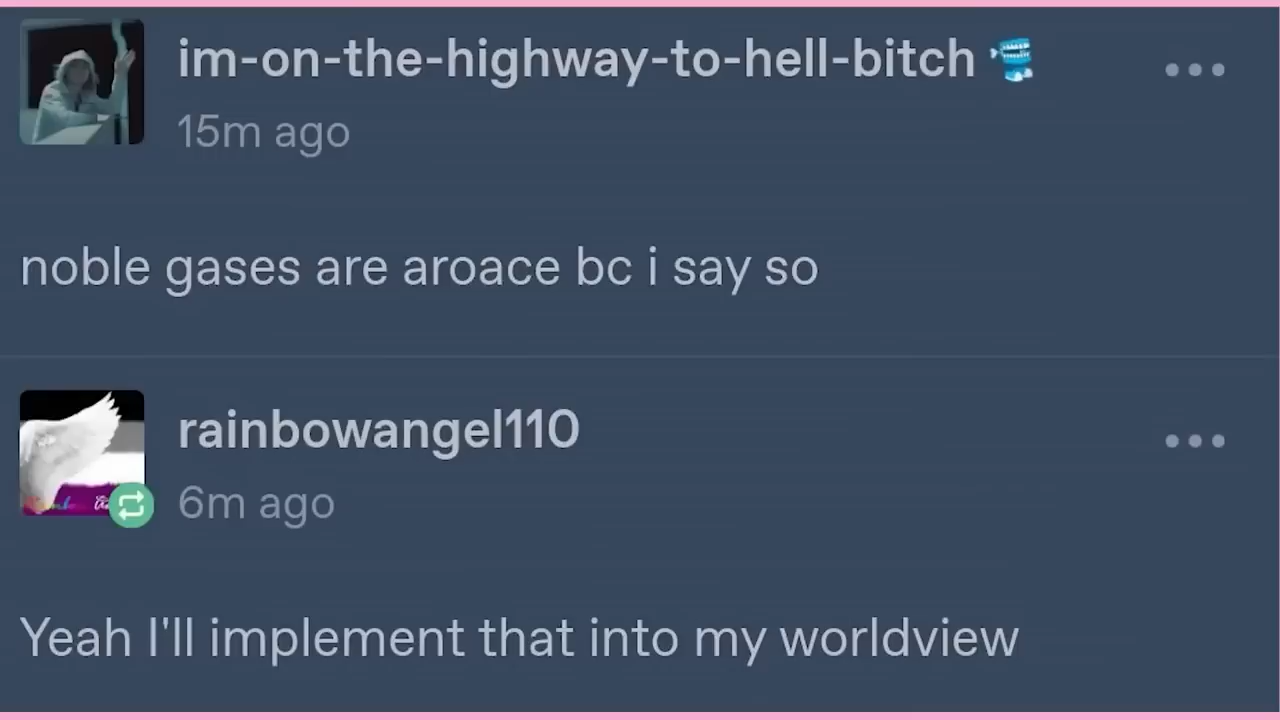 im-on-the-highway-to-hell-bitch
15m ago
noble gases are aroace bc i say so
rainbowangel110
6m ago
Yeah I'll implement that into my worldview